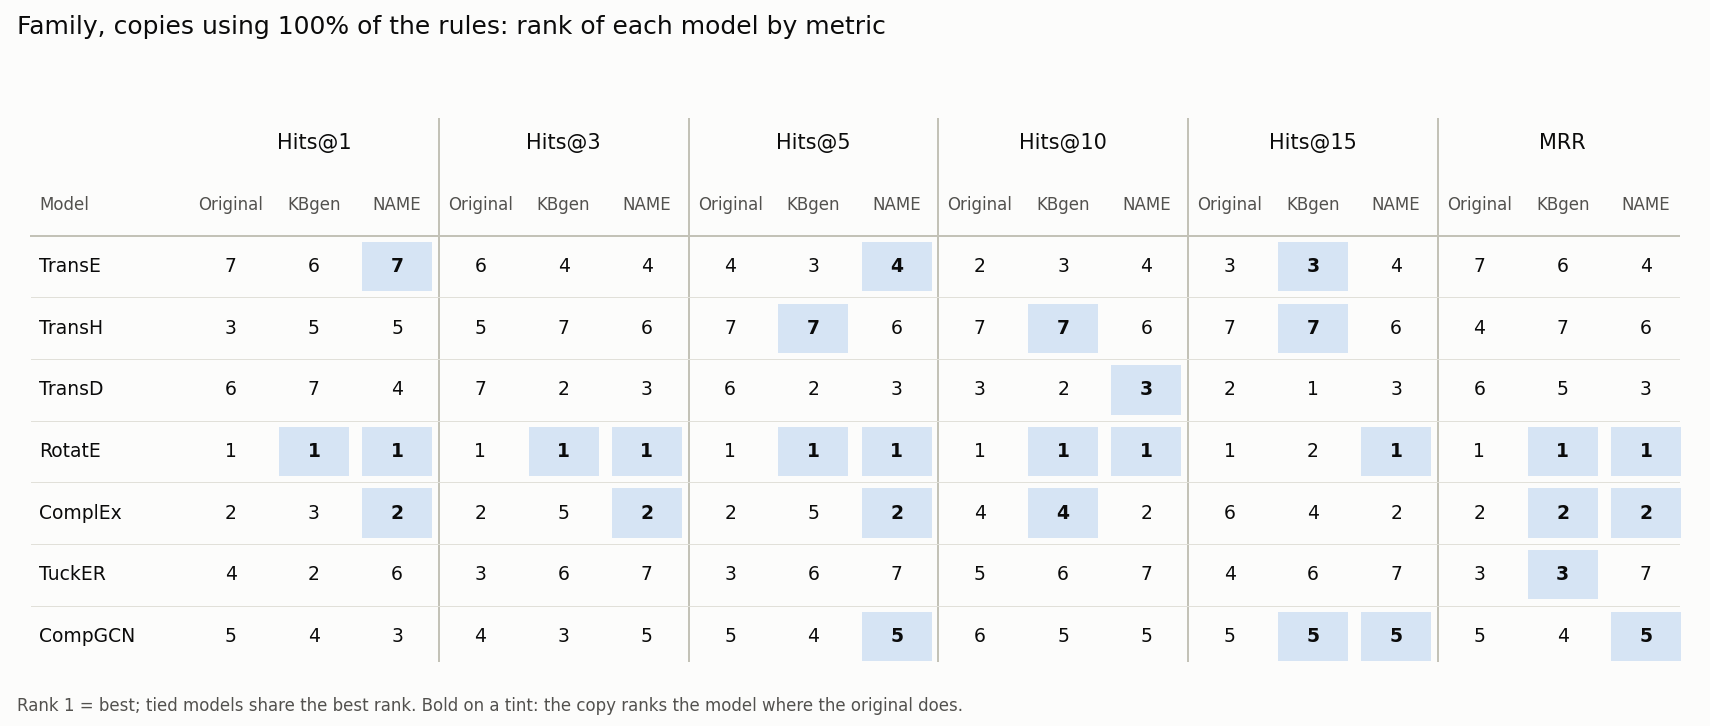 Family, copies using 100% of the rules: rank of each model by metric
Hits@1 Hits@3 Hits@5 Hits@10 Hits@15 MRR
Model Original KBgen NAME Original KBgen NAME Original KBgen NAME Original KBgen NAME Original KBgen NAME Original KBgen NAME
TransE 7 6 7 6 4 4 4 3 4 2 3 4 3 3 4 7 6 4
TransH 3 5 5 5 7 6 7 7 6 7 7 6 7 7 6 4 7 6
TransD 6 7 4 7 2 3 6 2 3 3 2 3 2 1 3 6 5 3
RotatE 1 1 1 1 1 1 1 1 1 1 1 1 1 2 1 1 1 1
ComplEx 2 3 2 2 5 2 2 5 2 4 4 2 6 4 2 2 2 2
TuckER 4 2 6 3 6 7 3 6 7 5 6 7 4 6 7 3 3 7
CompGCN 5 4 3 4 3 5 5 4 5 6 5 5 5 5 5 5 4 5
Rank 1 = best; tied models share the best rank. Bold on a tint: the copy ranks the model where the original does.